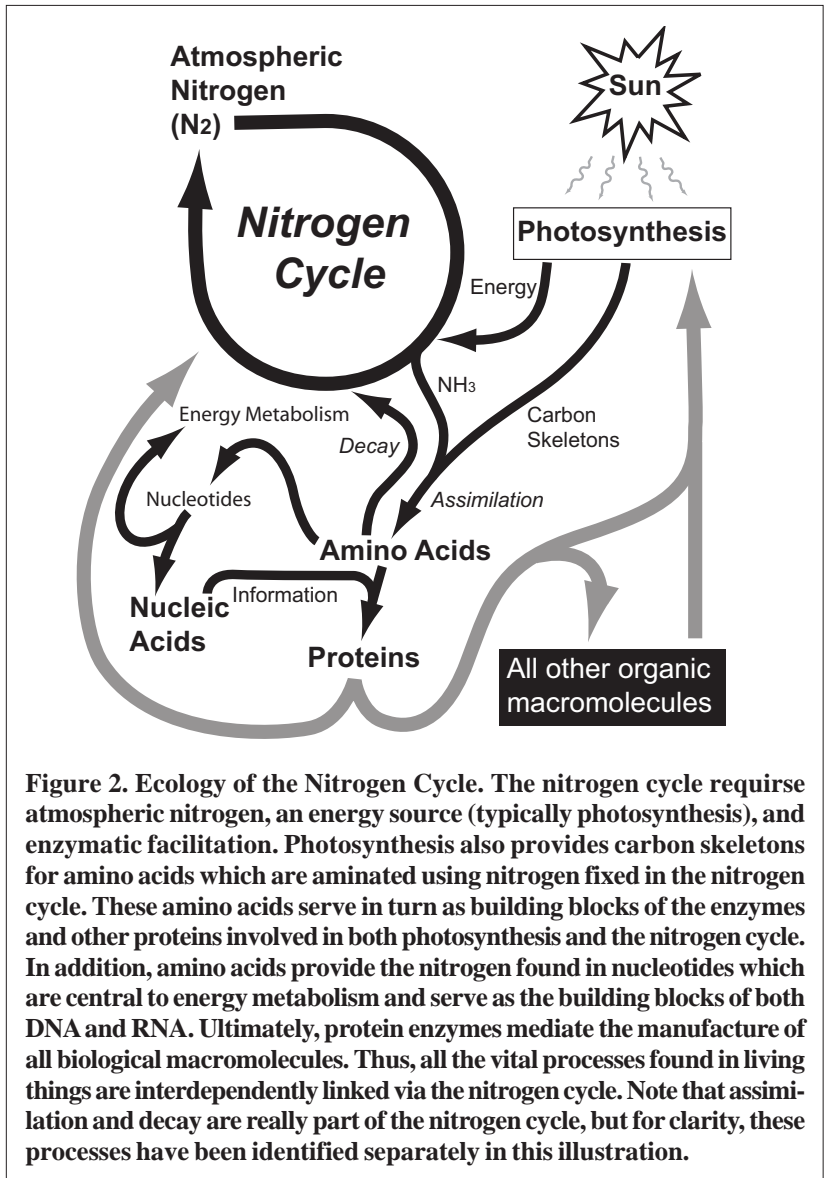 Atmospheric
Nitrogen
(N2)
Sun
Nitrogen
Cycle
Photosynthesis
Energy
NH3
Carbon
Skeletons
Energy Metabolism
Decay
Nucleotides
Assimilation
Amino Acids
Information
Nucleic
Acids
Proteins
All other organic
macromolecules
Figure 2. Ecology of the Nitrogen Cycle. The nitrogen cycle requirse
atmospheric nitrogen, an energy source (typically photosynthesis), and
enzymatic facilitation. Photosynthesis also provides carbon skeletons
for amino acids which are aminated using nitrogen fixed in the nitrogen
cycle. These amino acids serve in turn as building blocks of the enzymes
and other proteins involved in both photosynthesis and the nitrogen cycle.
In addition, amino acids provide the nitrogen found in nucleotides which
are central to energy metabolism and serve as the building blocks of both
DNA and RNA. Ultimately, protein enzymes mediate the manufacture of
all biological macromolecules. Thus, all the vital processes found in living
things are interdependently linked via the nitrogen cycle. Note that assimi-
lation and decay are really part of the nitrogen cycle, but for clarity, these
processes have been identified separately in this illustration.